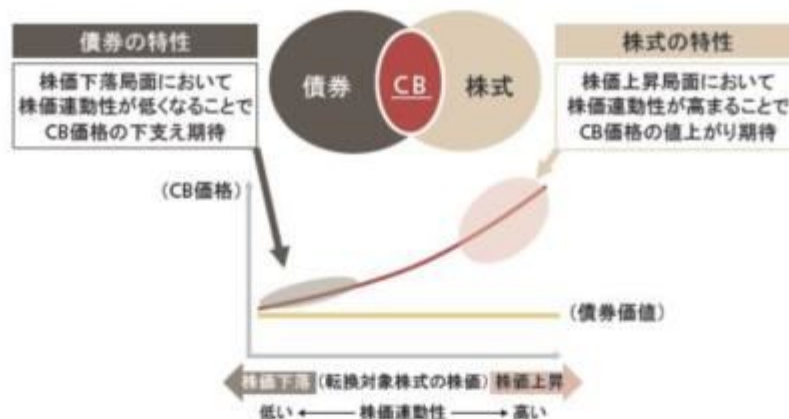 債券の特性
株価下落局面において
株価連動性が低くなることで
CB価格の下支え期待
債券
CB
株式
株式の特性
株価上昇局面において
株価連動性が高まることで
CB価格の値上がり期待
(CB価格)
(債券価値)
株価下落 (転換対象株式の株価) 株価上昇
低い ← 株価連動性 → 高い